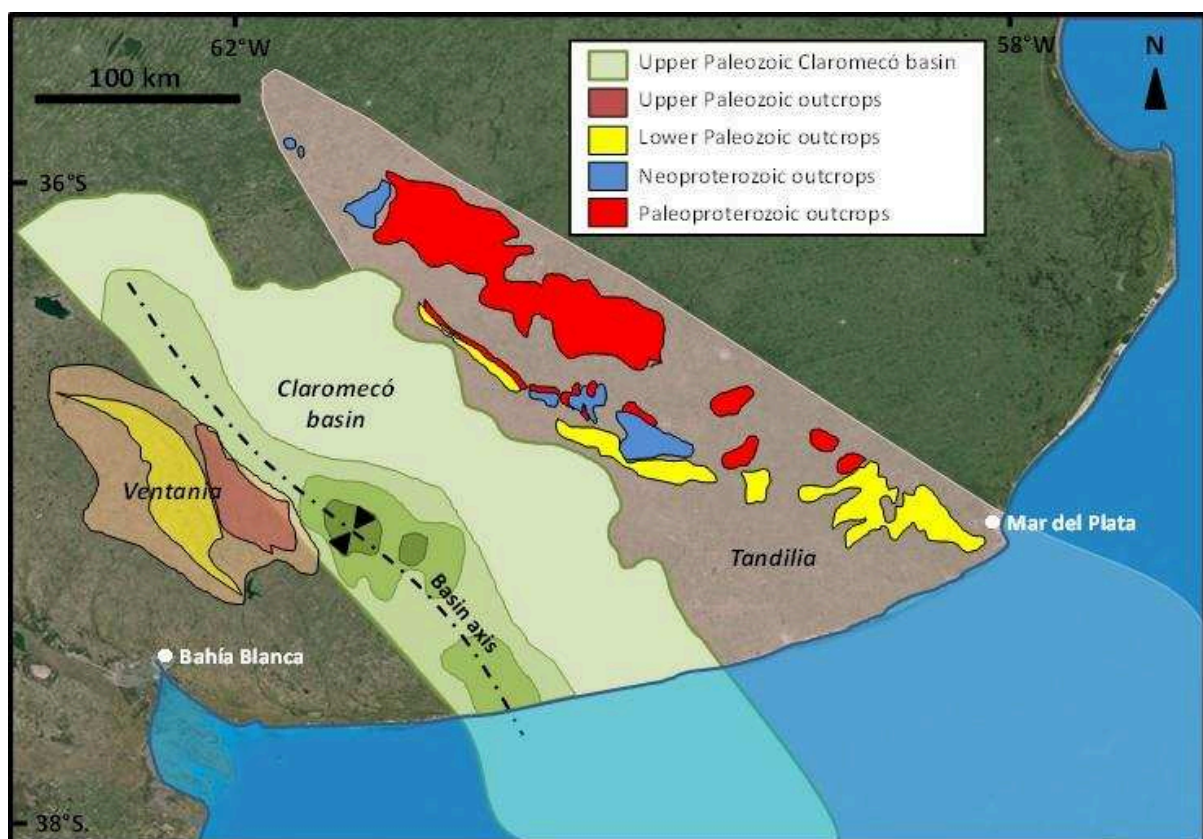 62°W
58°W
N
100 km
Upper Paleozoic Claromecó basin
Upper Paleozoic outcrops
Lower Paleozoic outcrops
Neoproterozoic outcrops
Paleoproterozoic outcrops
36°S
Claromecó
basin
Ventania
Mar del Plata
Tandilia
Basin axis
Bahía Blanca
38°S.